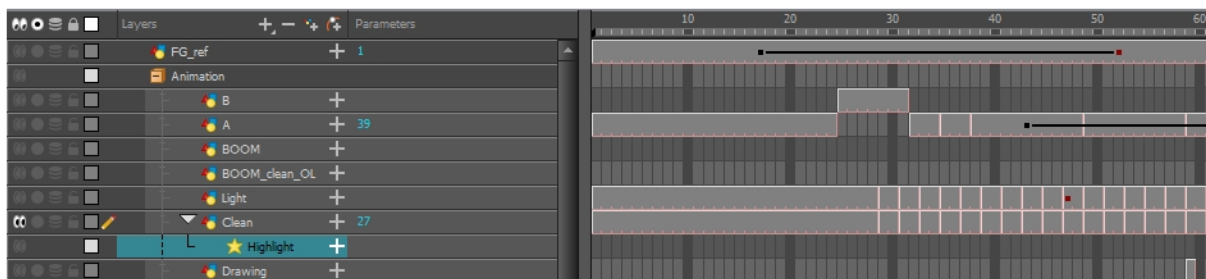 Layers Parameters 10 20 30 40 50 60
FG_ref 1
Animation
B
A 39
BOOM
BOOM_clean_OL
Light
Clean 27
Highlight
Drawing